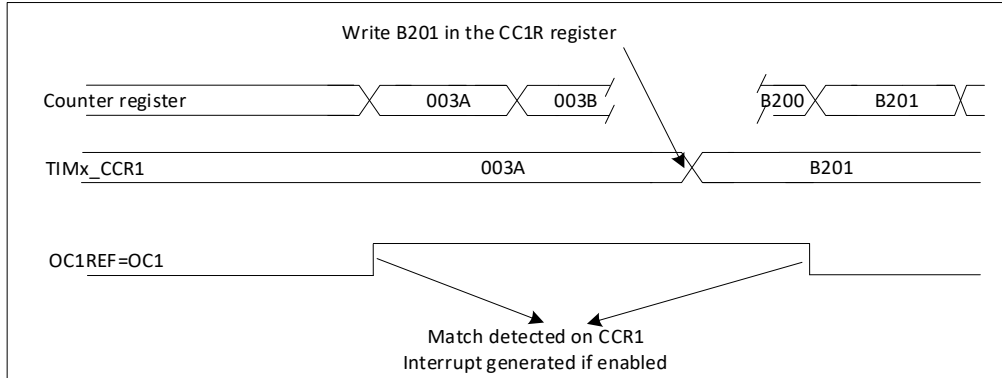 Write B201 in the CC1R register
Counter register 003A 003B B200 B201
TIMx_CCR1 003A B201
OC1REF=OC1
Match detected on CCR1
Interrupt generated if enabled